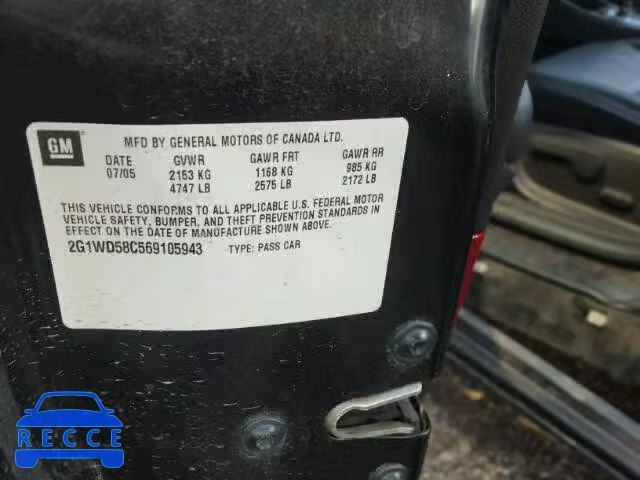 GM
MFD BY GENERAL MOTORS OF CANADA LTD.
DATE GVWR GAWR FRT GAWR RR
07/05 2153 KG 1168 KG 985 KG
4747 LB 2575 LB 2172 LB
THIS VEHICLE CONFORMS TO ALL APPLICABLE U.S. FEDERAL MOTOR
VEHICLE SAFETY, BUMPER, AND THEFT PREVENTION STANDARDS IN
EFFECT ON THE DATE OF MANUFACTURE SHOWN ABOVE.
2G1WD58C569105943 TYPE: PASS CAR
RECCE